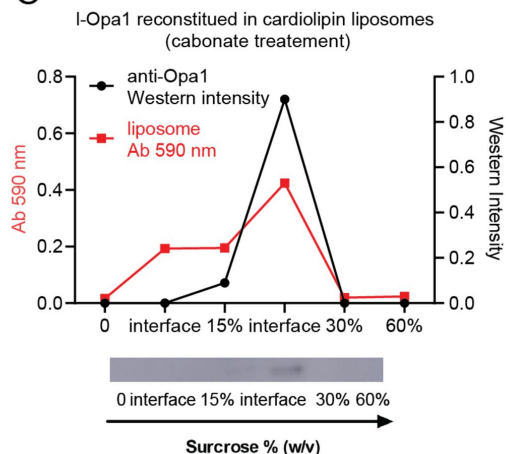 l-Opa1 reconstitued in cardiolipin liposomes
(cabonate treatement)
0.8
0.6
0.4
0.2
0.0
Ab 590 nm
anti-Opa1
Western intensity
liposome
Ab 590 nm
1.0
0.8
0.6
0.4
0.2
0.0
Western Intensity
0 interface 15% interface 30% 60%
0 interface 15% interface 30% 60%
Surcrose % (w/v)